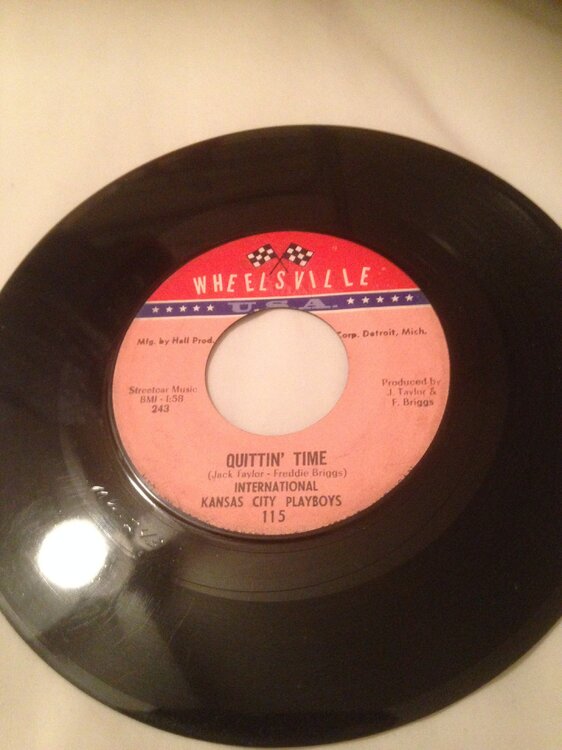 WHEELSVILLE
U.S.A.
Mfg. by Hall Prod. Corp. Detroit, Mich.
Streetcar Music
BMI - 1:58
243
Produced by
J. Taylor &
F. Briggs
QUITTIN' TIME
(Jack Taylor - Freddie Briggs)
INTERNATIONAL
KANSAS CITY PLAYBOYS
115